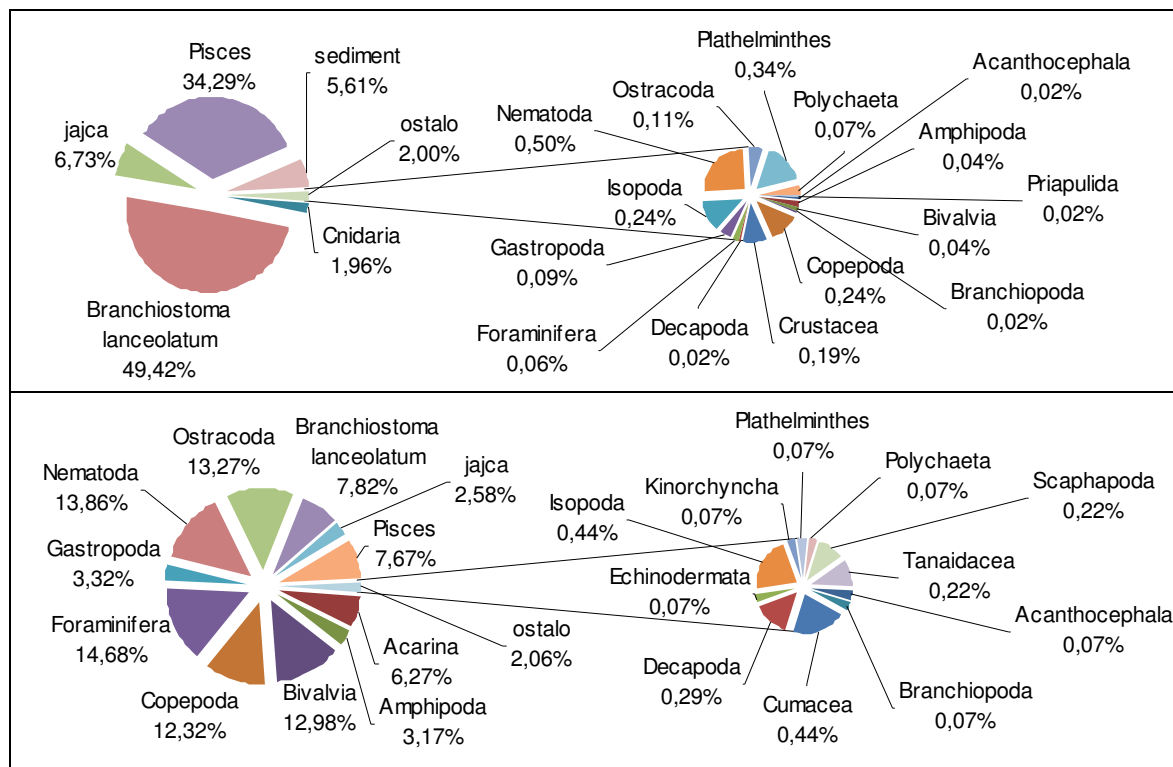 Pisces
34,29%
sediment
5,61%
jajca
6,73%
ostalo
2,00%
Cnidaria
1,96%
Branchiostoma
lanceolatum
49,42%
Plathelminthes
0,34%
Ostracoda
0,11%
Nematoda
0,50%
Polychaeta
0,07%
Acanthocephala
0,02%
Amphipoda
0,04%
Priapulida
0,02%
Isopoda
0,24%
Bivalvia
0,04%
Gastropoda
0,09%
Copepoda
0,24%
Branchiopoda
0,02%
Foraminifera
0,06%
Decapoda
0,02%
Crustacea
0,19%
Ostracoda
13,27%
Branchiostoma
lanceolatum
7,82%
jajca
2,58%
Nematoda
13,86%
Pisces
7,67%
Gastropoda
3,32%
Foraminifera
14,68%
ostalo
2,06%
Acarina
6,27%
Copepoda
12,32%
Bivalvia
12,98%
Amphipoda
3,17%
Plathelminthes
0,07%
Polychaeta
0,07%
Kinorchyncha
0,07%
Isopoda
0,44%
Scaphapoda
0,22%
Tanaidacea
0,22%
Echinodermata
0,07%
Acanthocephala
0,07%
Decapoda
0,29%
Cumacea
0,44%
Branchiopoda
0,07%